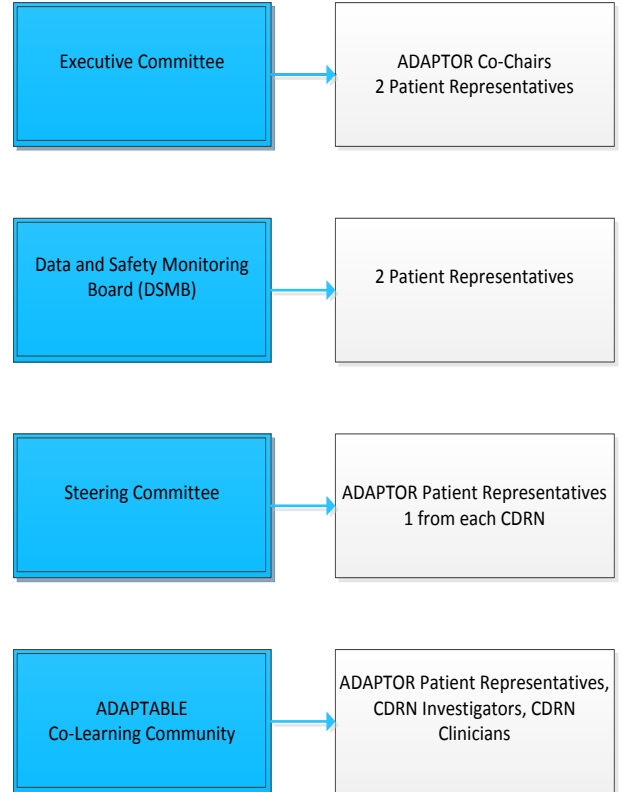 Executive Committee
ADAPTOR Co-Chairs
2 Patient Representatives
Data and Safety Monitoring
Board (DSMB)
2 Patient Representatives
Steering Committee
ADAPTOR Patient Representatives
1 from each CDRN
ADAPTABLE
Co-Learning Community
ADAPTOR Patient Representatives,
CDRN Investigators, CDRN
Clinicians